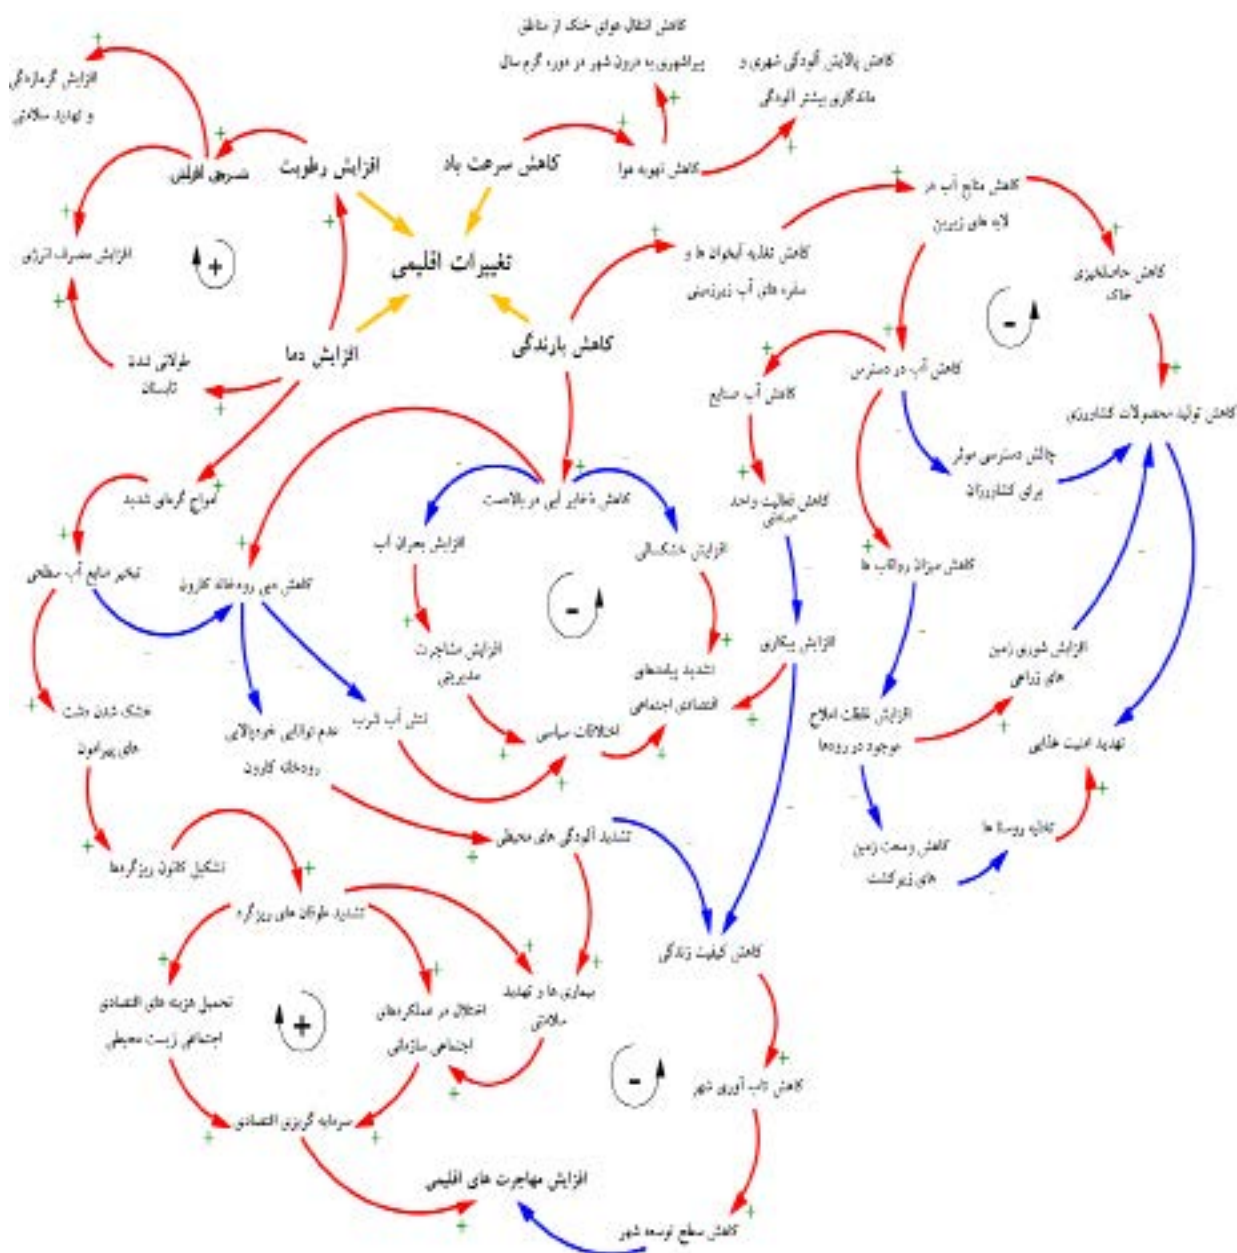 کاهش انتقال هوای خنک از مناطق
پیراشهری به درون شهر در دوره گرم سال
کاهش پالایش آلودگی شهری و
ماندگاری بیشتر آلودگی
افزایش گرمازدگی
و تهدید سلامتی
افزایش رطوبت
کاهش سرعت باد
کاهش تهویه هوا
کاهش منابع آب در
لایه های زیرین
افزایش مصرف انرژی
+
تغییرات اقلیمی
کاهش تغذیه آبخوان ها و
سفره های آب زیرزمینی
کاهش حاصلخیزی
خاک
-
طولانی شدن
تابستان
افزایش دما
کاهش بارندگی
کاهش آب در دسترس
کاهش آب صنایع
کاهش تولید محصولات کشاورزی
چالش دسترسی موثر
برای کشاورزان
امواج گرمای شدید
کاهش ذخایر آبی در بالادست
کاهش فعالیت واحد
صنعتی
افزایش بحران آب
افزایش خشکسالی
تبخیر منابع آب سطحی
کاهش دبی رودخانه کارون
-
کاهش میزان رواناب ها
افزایش مشاجرت
مدیریتی
تشدید پیامدهای
اقتصادی اجتماعی
افزایش بیکاری
افزایش شوری زمین
های زراعی
خشک شدن دشت
های پیرامون
عدم توانایی خودپالایی
رودخانه کارون
تنش آب شرب
اختلافات سیاسی
افزایش غلظت املاح
موجود در رودها
تهدید امنیت غذایی
تشکیل کانون ریزگردها
تشدید آلودگی های محیطی
کاهش وسعت زمین
های زیرکشت
تخلیه روستا ها
تشدید طوفان های ریزگرد
کاهش کیفیت زندگی
تحمیل هزینه های اقتصادی
اجتماعی زیست محیطی
+
اختلال در عملکردهای
اجتماعی سازمانی
بیماری ها و تهدید
سلامتی
-
کاهش تاب آوری شهر
سرمایه گریزی اقتصادی
افزایش مهاجرت های اقلیمی
کاهش سطح توسعه شهر